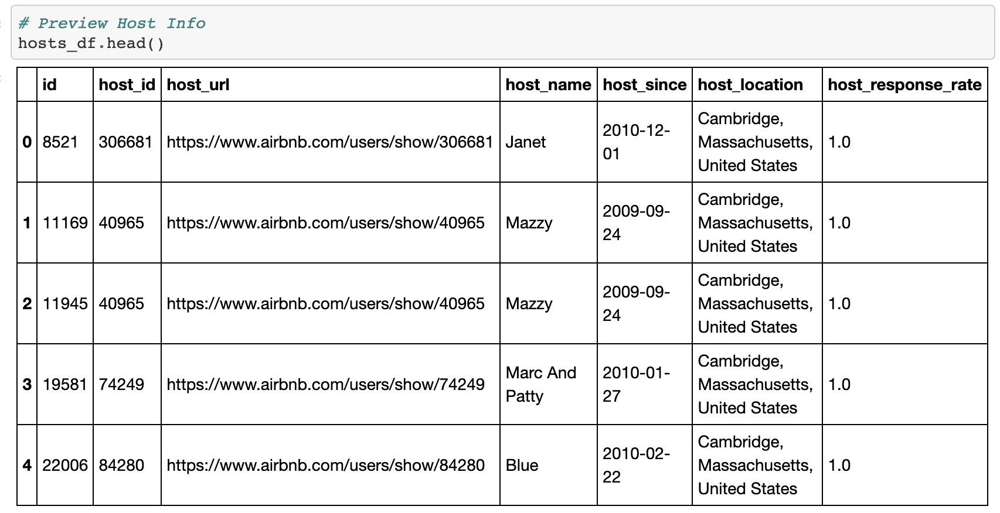 # Preview Host Info
hosts_df.head()
id host_id host_url host_name host_since host_location host_response_rate
0 8521 306681 https://www.airbnb.com/users/show/306681 Janet 2010-12-
01 Cambridge,
Massachusetts,
United States 1.0
1 11169 40965 https://www.airbnb.com/users/show/40965 Mazzy 2009-09-
24 Cambridge,
Massachusetts,
United States 1.0
2 11945 40965 https://www.airbnb.com/users/show/40965 Mazzy 2009-09-
24 Cambridge,
Massachusetts,
United States 1.0
3 19581 74249 https://www.airbnb.com/users/show/74249 Marc And
Patty 2010-01-
27 Cambridge,
Massachusetts,
United States 1.0
4 22006 84280 https://www.airbnb.com/users/show/84280 Blue 2010-02-
22 Cambridge,
Massachusetts,
United States 1.0